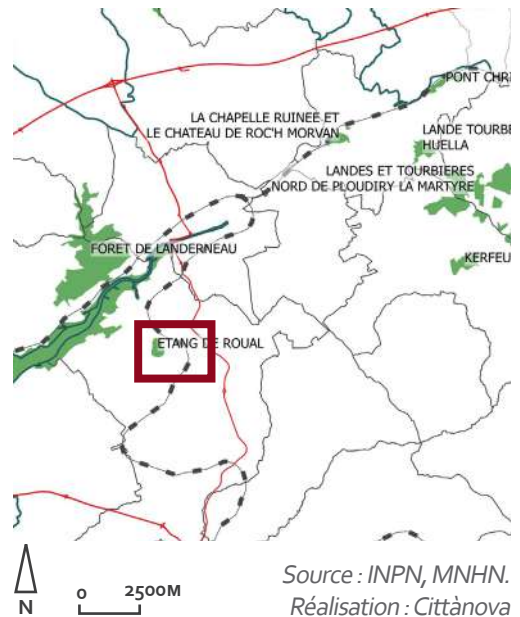 PONT CHR
LA CHAPELLE RUINEE ET
LE CHATEAU DE ROC'H MORVAN
LANDE TOURBE
HUELLA
LANDES ET TOURBIERES
NORD DE PLOUDIRY LA MARTYRE
FORET DE LANDERNEAU
KERFEU
ETANG DE ROUAL
N
0 2500M
Source : INPN, MNHN.
Réalisation : Cittànova